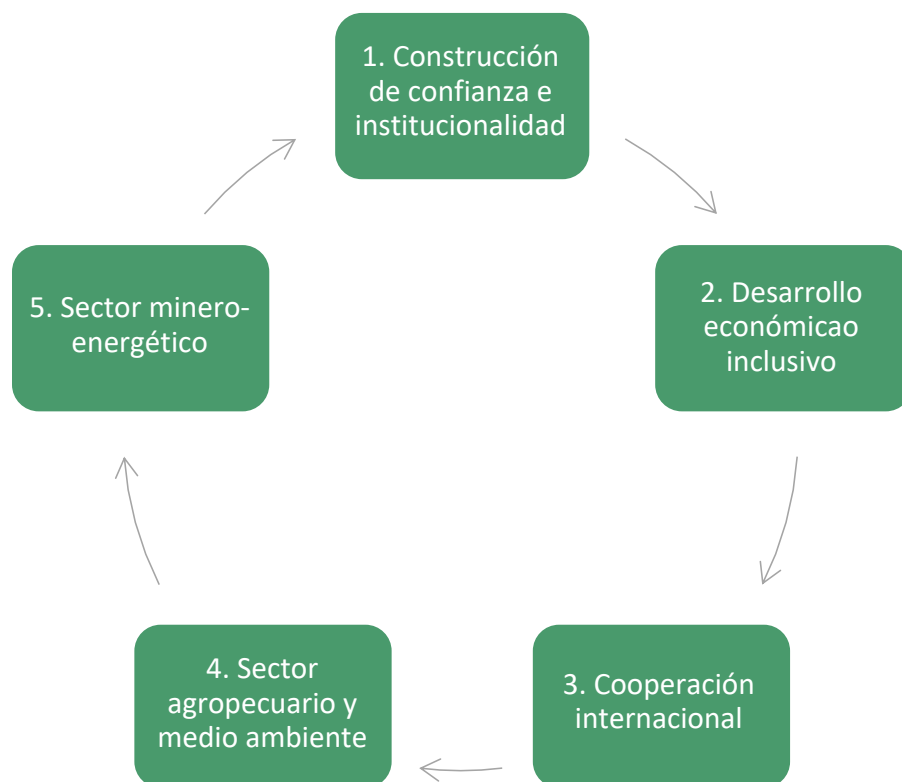 1. Construcción
de confianza e
institucionalidad
2. Desarrollo
económicao
inclusivo
3. Cooperación
internacional
4. Sector
agropecuario y
medio ambiente
5. Sector minero-
energético